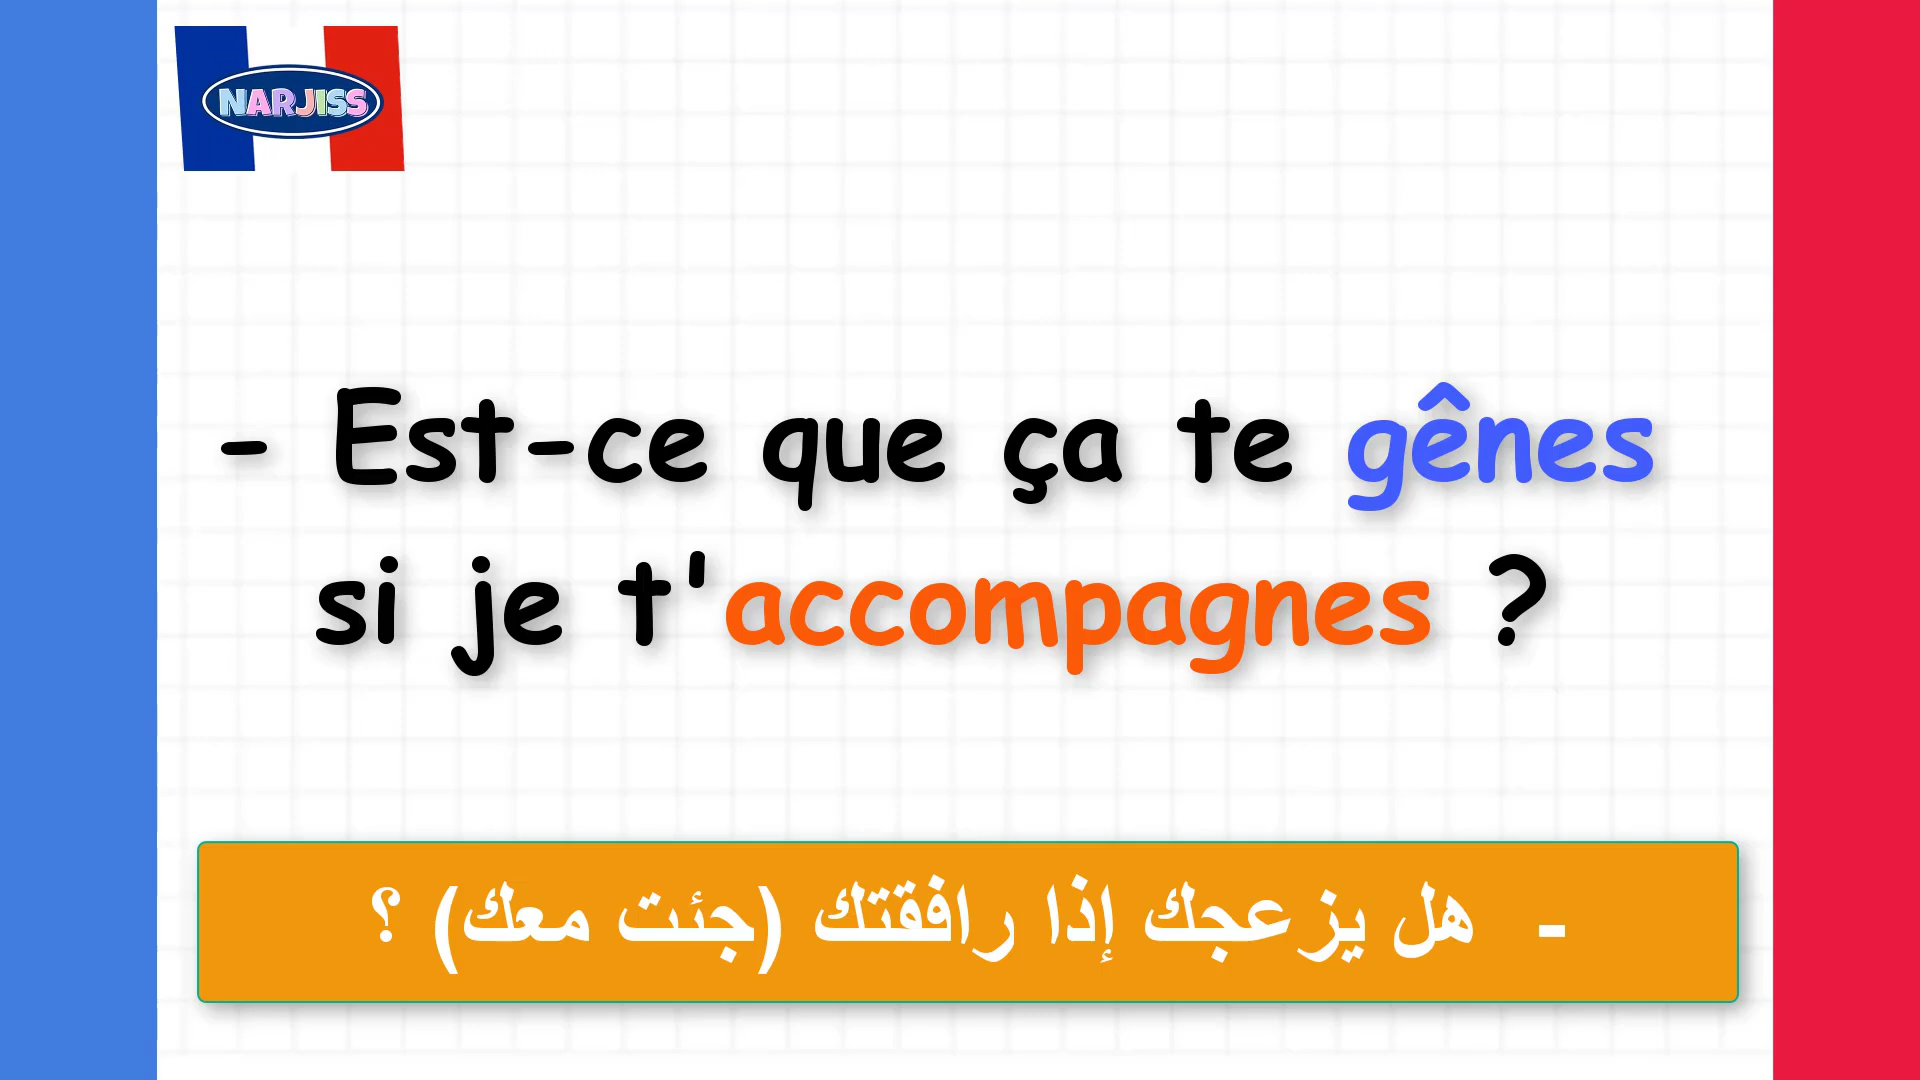 NARJISS
- Est-ce que ça te gênes
si je t'accompagnes ?
- هل يزعجك إذا رافقتك (جئت معك) ؟